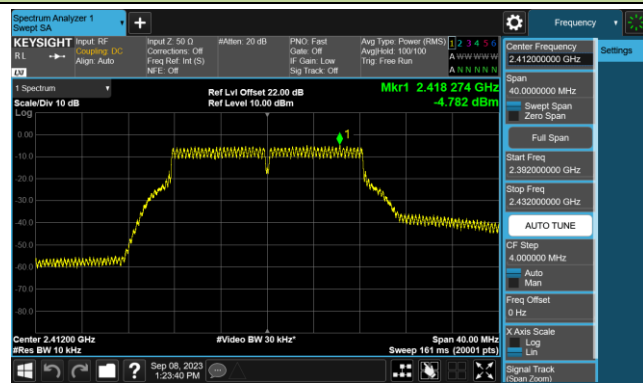 Spectrum Analyzer 1
Swept SA
Frequency
KEYSIGHT
RL
Input: RF
Coupling: DC
Align: Auto
Input Z: 50 Ω
Corrections: Off
Freq Ref: Int (S)
NFE: Off
#Atten: 20 dB
PNO: Fast
Gate: Off
IF Gain: Low
Sig Track: Off
Avg Type: Power (RMS)
Avg|Hold: 100/100
Trig: Free Run
1 2 3 4 5 6
A W W W W W
A N N N N N
LXI
1 Spectrum
Scale/Div 10 dB
Log
Ref Lvl Offset 22.00 dB
Ref Level 10.00 dBm
Mkr1 2.418 274 GHz
-4.782 dBm
1
0.00
-10.0
-20.0
-30.0
-40.0
-50.0
-60.0
-70.0
-80.0
Center 2.41200 GHz
#Res BW 10 kHz
#Video BW 30 kHz*
Span 40.00 MHz
Sweep 161 ms (20001 pts)
Sep 08, 2023
1:23:40 PM
Center Frequency
2.412000000 GHz
Settings
Span
40.0000000 MHz
Swept Span
Zero Span
Full Span
Start Freq
2.392000000 GHz
Stop Freq
2.432000000 GHz
AUTO TUNE
CF Step
4.000000 MHz
Auto
Man
Freq Offset
0 Hz
X Axis Scale
Log
Lin
Signal Track
(Span Zoom)